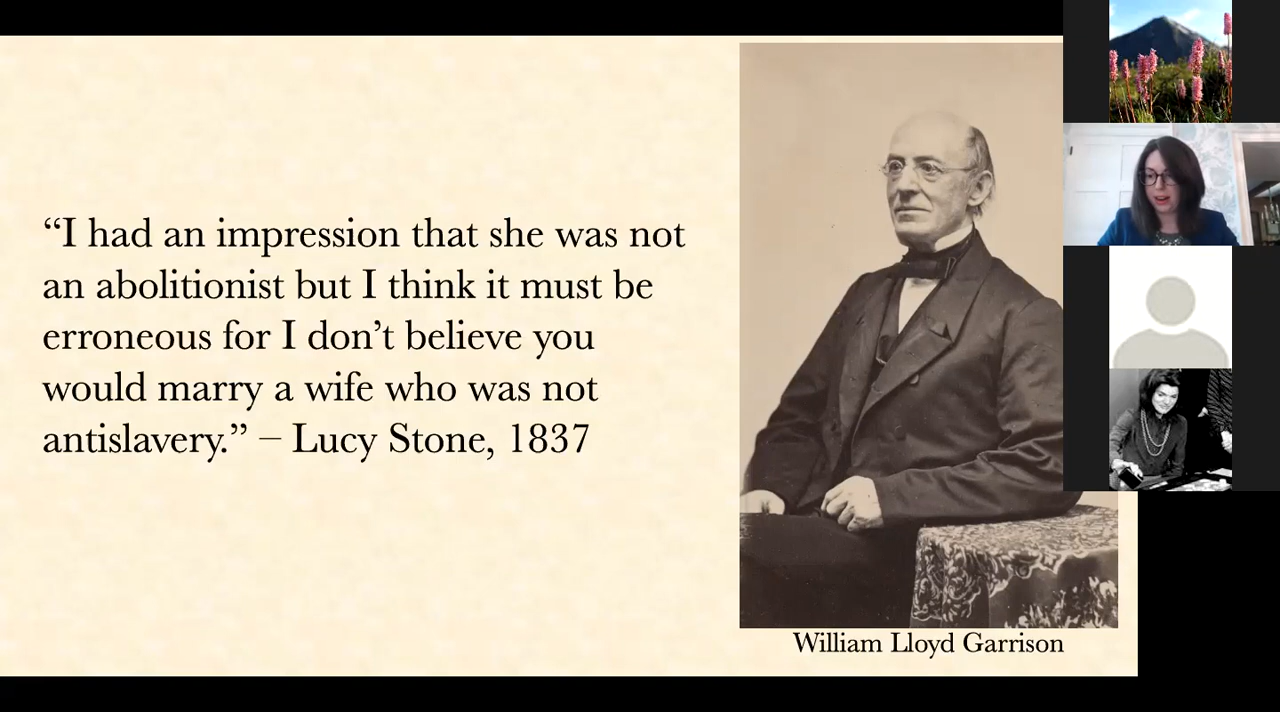 “I had an impression that she was not
an abolitionist but I think it must be
erroneous for I don’t believe you
would marry a wife who was not
antislavery.” – Lucy Stone, 1837
William Lloyd Garrison